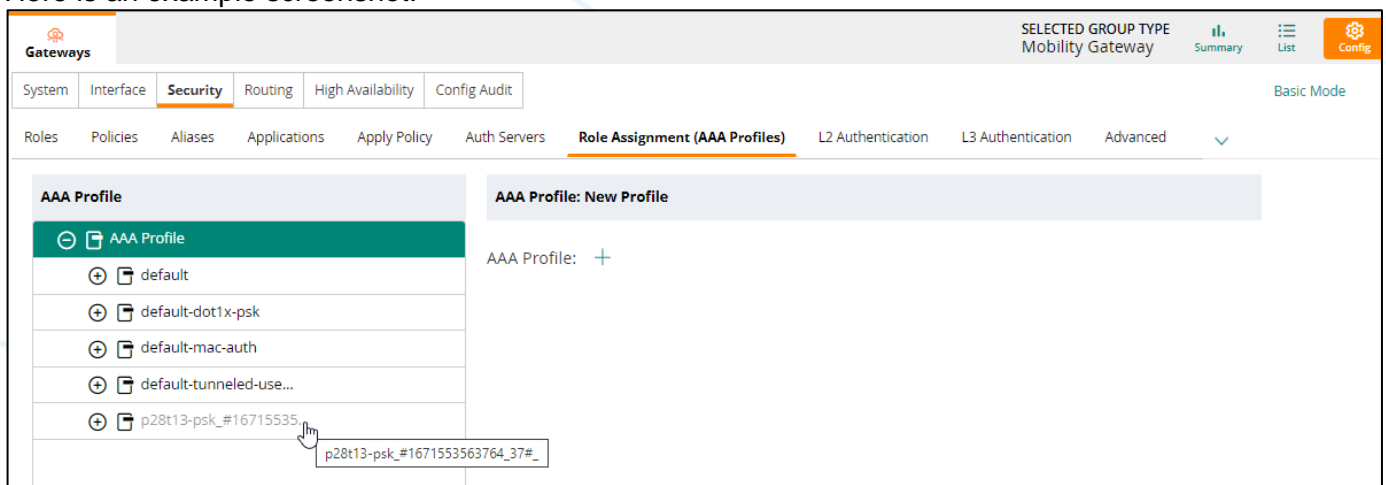 Here is an example screenshot:
Gateways
SELECTED GROUP TYPE
Mobility Gateway
Summary
List
Config
System Interface Security Routing High Availability Config Audit
Basic Mode
Roles Policies Aliases Applications Apply Policy Auth Servers Role Assignment (AAA Profiles) L2 Authentication L3 Authentication Advanced
AAA Profile
AAA Profile: New Profile
AAA Profile
AAA Profile:
default
default-dot1x-psk
default-mac-auth
default-tunneled-use...
p28t13-psk_#16715535...
p28t13-psk_#1671553563764_37#_